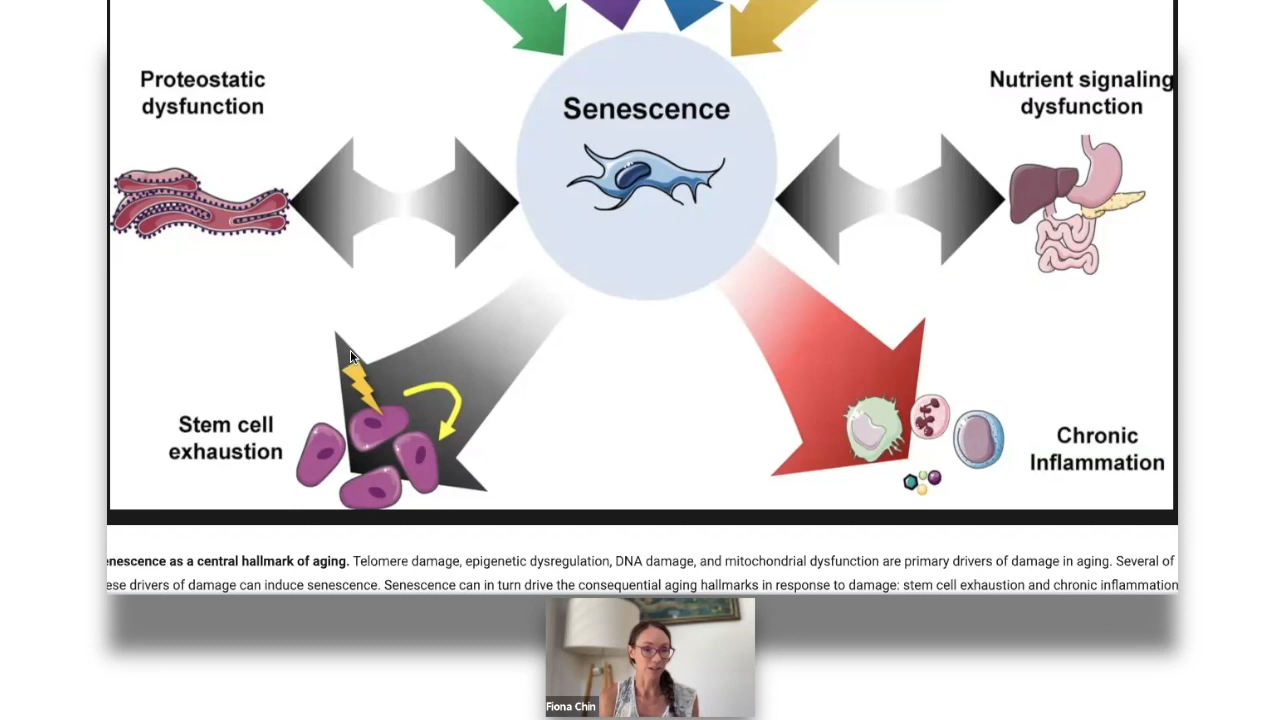 Proteostatic
dysfunction
Senescence
Nutrient signaling
dysfunction
Stem cell
exhaustion
Chronic
Inflammation
enescence as a central hallmark of aging. Telomere damage, epigenetic dysregulation, DNA damage, and mitochondrial dysfunction are primary drivers of damage in aging. Several of
ese drivers of damage can induce senescence. Senescence can in turn drive the consequential aging hallmarks in response to damage: stem cell exhaustion and chronic inflammation
Fiona Chin